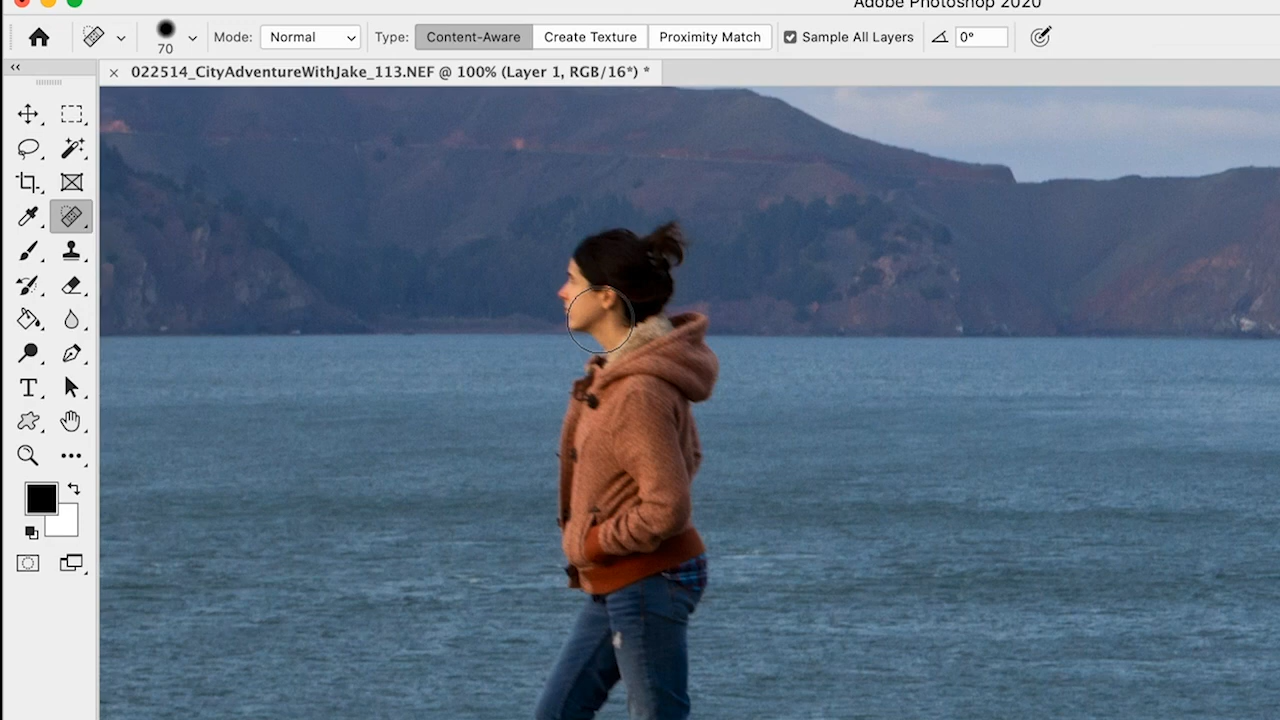 Adobe Photoshop 2020
70
Mode: Normal
Type: Content-Aware Create Texture Proximity Match
Sample All Layers
0°
022514_CityAdventureWithJake_113.NEF @ 100% (Layer 1, RGB/16*) *